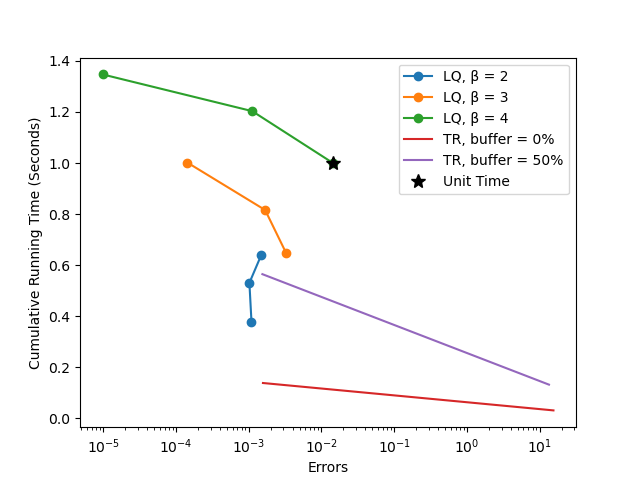 1.4
1.2
1.0
0.8
0.6
0.4
0.2
0.0
Cumulative Running Time (Seconds)
LQ, β = 2
LQ, β = 3
LQ, β = 4
TR, buffer = 0%
TR, buffer = 50%
Unit Time
10⁻⁵ 10⁻⁴ 10⁻³ 10⁻² 10⁻¹ 10⁰ 10¹
Errors